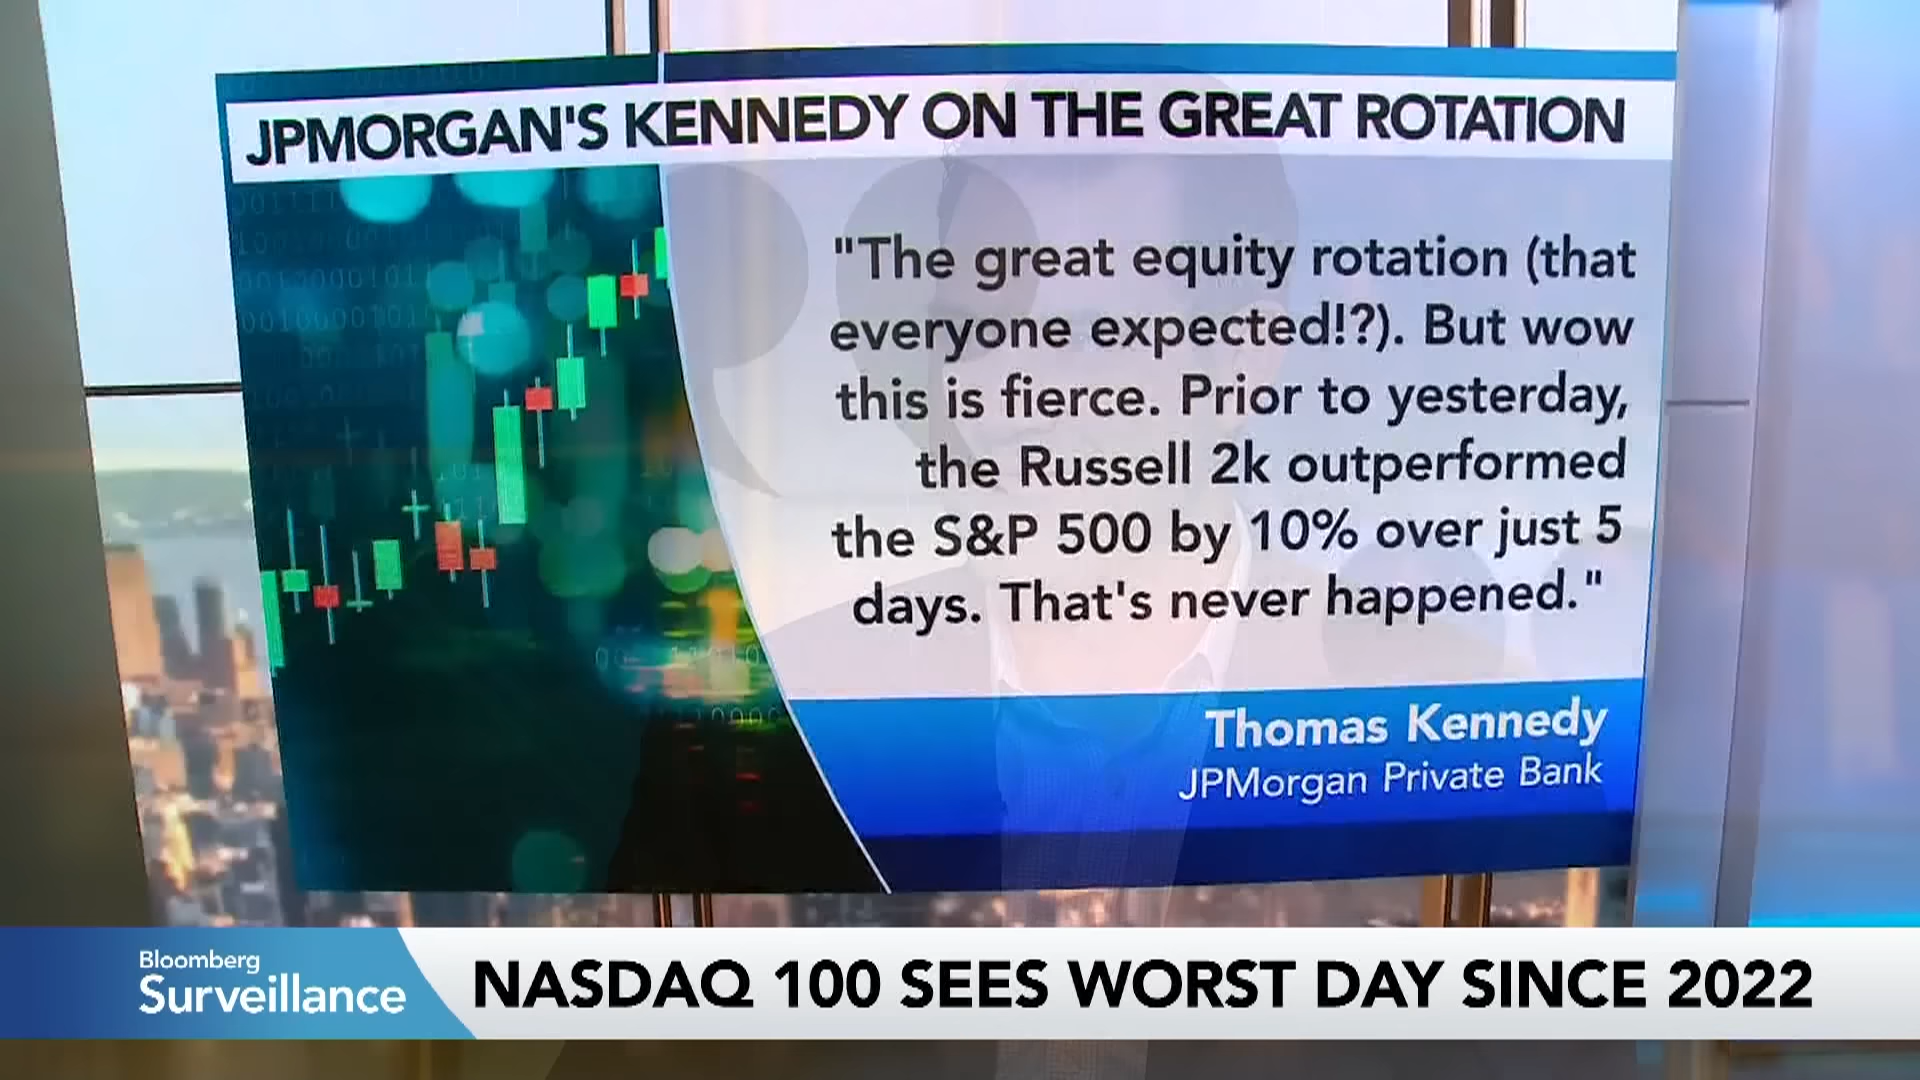 JPMORGAN'S KENNEDY ON THE GREAT ROTATION
"The great equity rotation (that
everyone expected!?). But wow
this is fierce. Prior to yesterday,
the Russell 2k outperformed
the S&P 500 by 10% over just 5
days. That's never happened."
Thomas Kennedy
JPMorgan Private Bank
Bloomberg
Surveillance
NASDAQ 100 SEES WORST DAY SINCE 2022